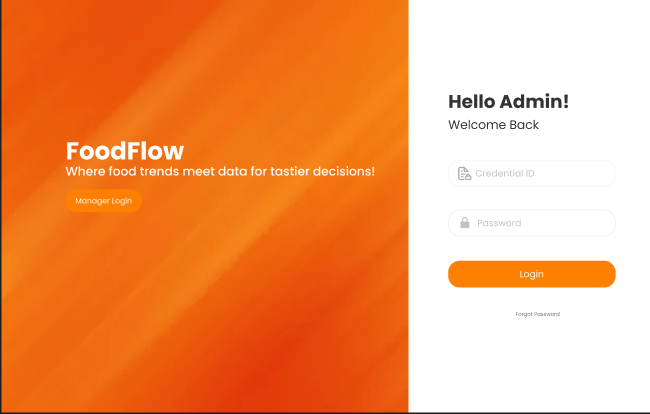 FoodFlow
Where food trends meet data for tastier decisions!
Manager Login
Hello Admin!
Welcome Back
Credential ID
Password
Login
Forgot Password